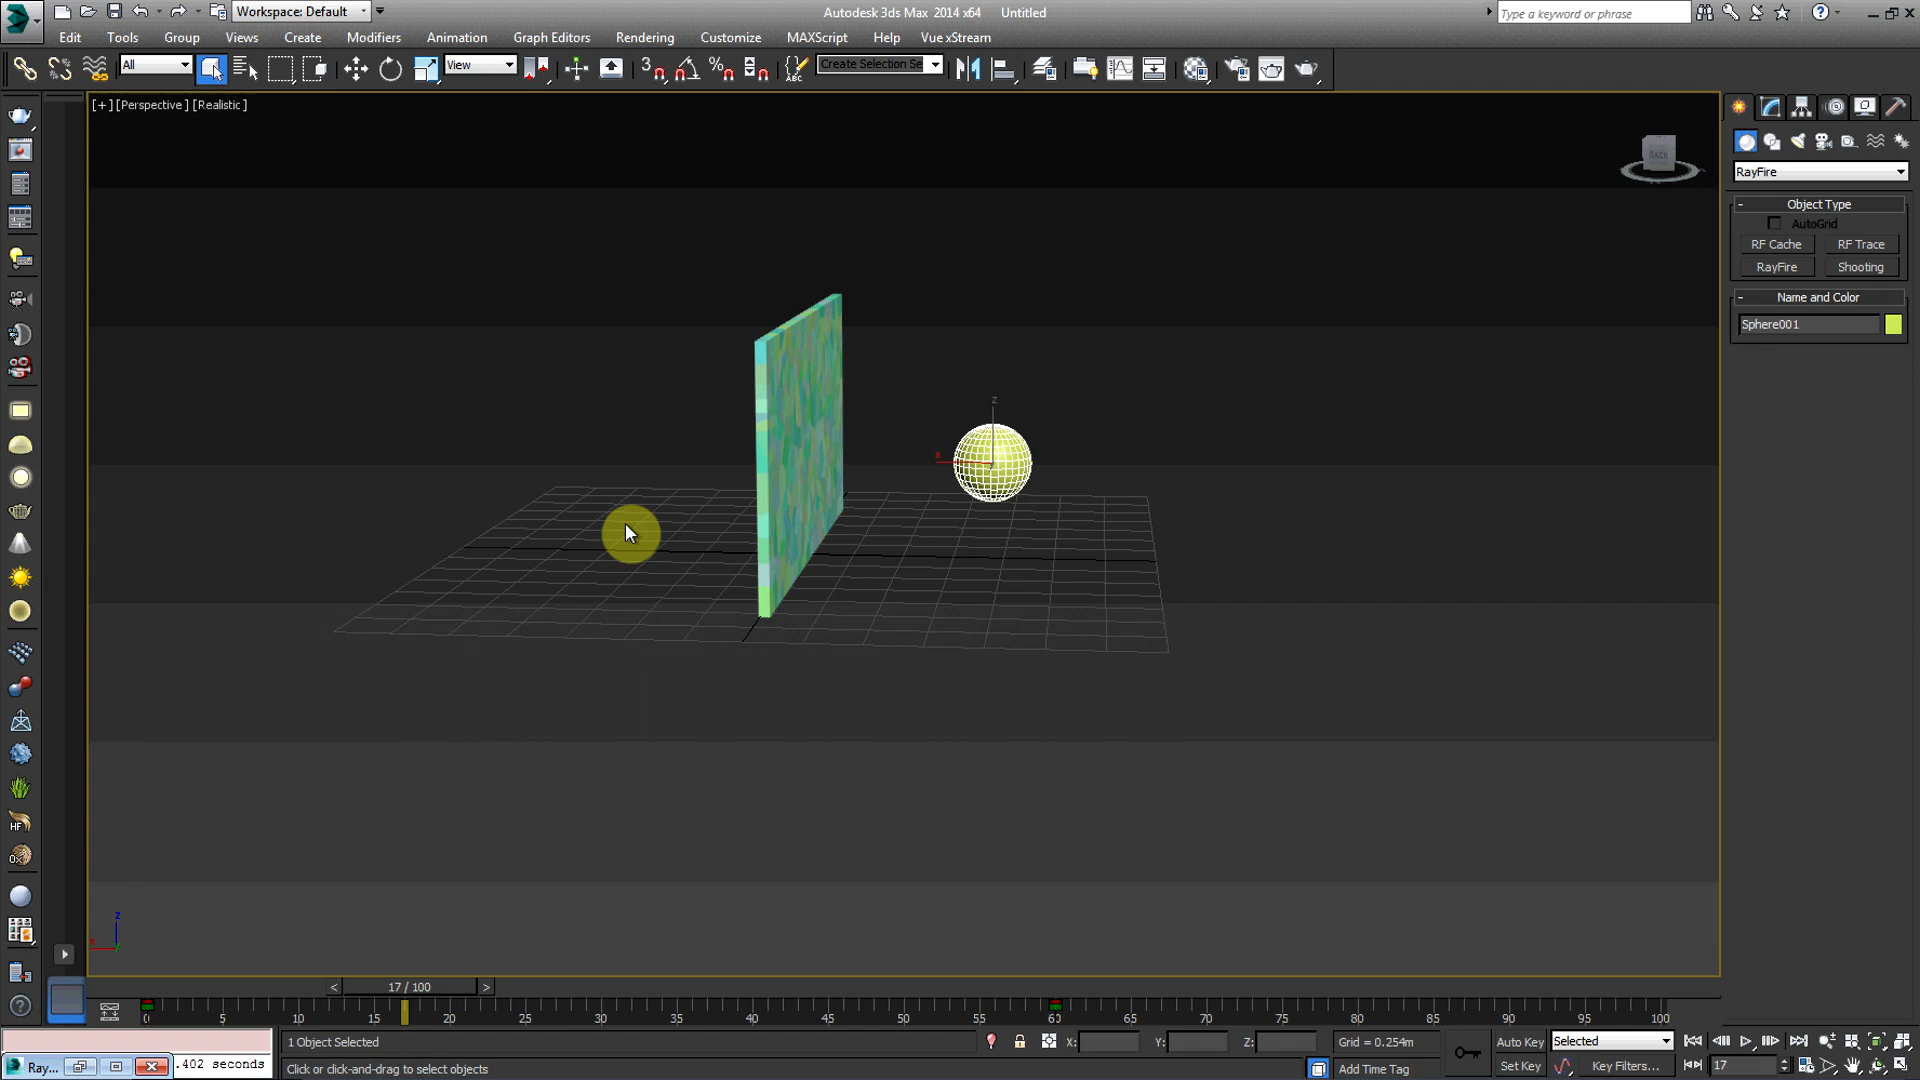 Workspace: Default
Autodesk 3ds Max 2014 x64 Untitled
Type a keyword or phrase
Edit Tools Group Views Create Modifiers Animation Graph Editors Rendering Customize MAXScript Help Vue xStream
All
View
3
%
ABC
Create Selection Se
[+] [Perspective] [Realistic]
BACK
RayFire
- Object Type
AutoGrid
RF Cache RF Trace
RayFire Shooting
- Name and Color
Sphere001
z
x
HF
Ox
z
x
< 17 / 100 >
0 5 10 15 20 25 30 35 40 45 50 55 60 65 70 75 80 85 90 95 100
1 Object Selected
X: Y: Z: Grid = 0.254m
Auto Key Selected
Ray... .402 seconds
Click or click-and-drag to select objects
Add Time Tag
Set Key Key Filters...
17